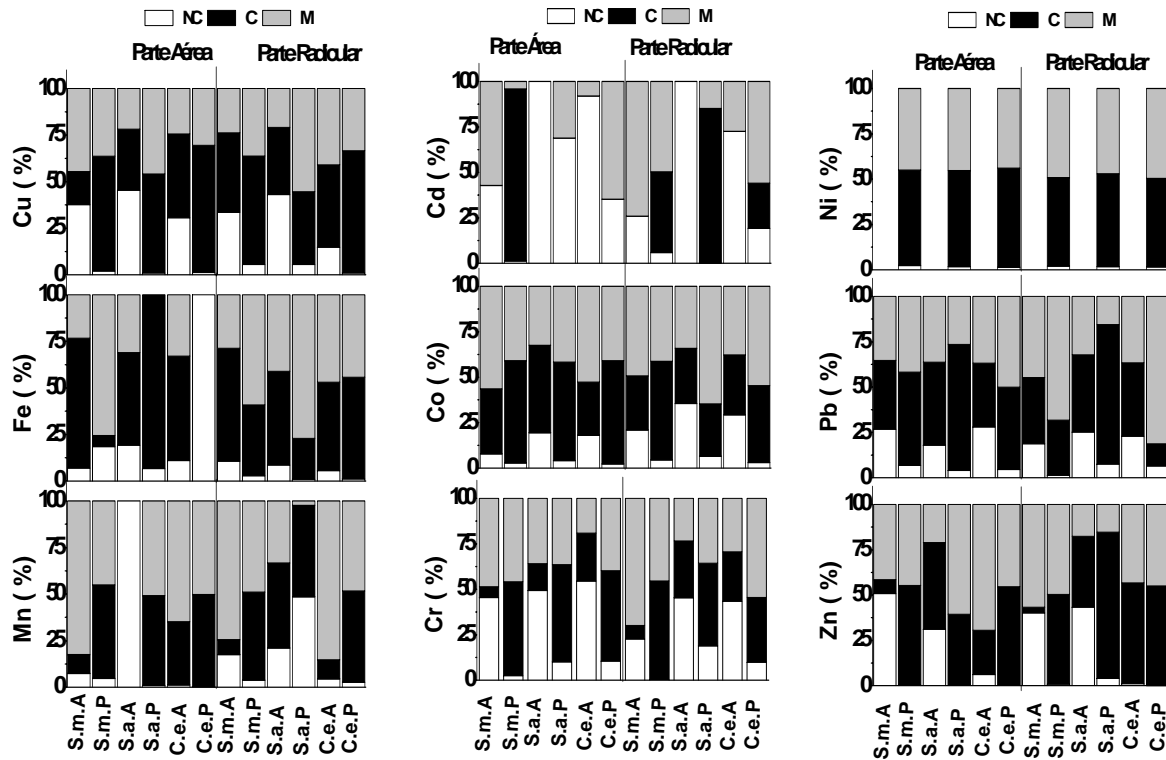 NC C M
NC C M
NC C M
Parte Aérea Parte Radicular
Parte Área Parte Radicular
Parte Aérea Parte Radicular
Cu ( %)
100
75
50
25
0
Cd ( %)
100
75
50
25
0
Ni ( %)
100
75
50
25
0
Fe ( %)
100
75
50
25
0
Co ( %)
100
75
50
25
0
Pb ( %)
100
75
50
25
0
Mn ( %)
100
75
50
25
0
Cr ( %)
100
75
50
25
0
Zn ( %)
100
75
50
25
0
S.m.A S.m.P S.a.A S.a.P C.e.A C.e.P S.m.A S.m.P S.a.A S.a.P C.e.A C.e.P
S.m.A S.m.P S.a.A S.a.P C.e.A C.e.P S.m.A S.m.P S.a.A S.a.P C.e.A C.e.P
S.m.A S.m.P S.a.A S.a.P C.e.A C.e.P S.m.A S.m.P S.a.A S.a.P C.e.A C.e.P